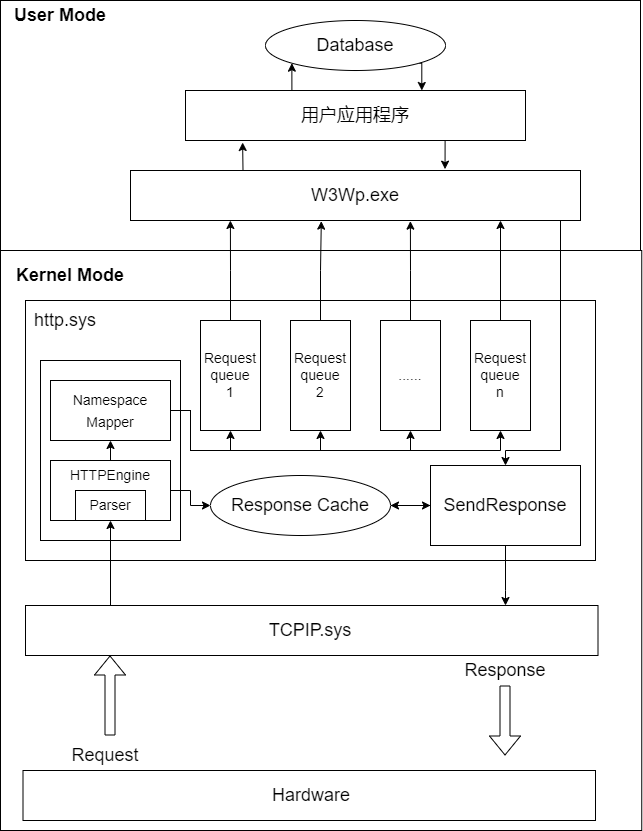 User Mode
Database
用户应用程序
W3Wp.exe
Kernel Mode
http.sys
Request
queue
1
Request
queue
2
......
Request
queue
n
Namespace
Mapper
HTTPEngine
Parser
Response Cache
SendResponse
TCPIP.sys
Request
Response
Hardware